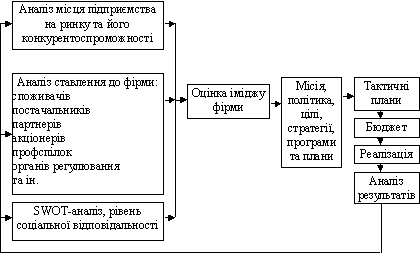 Аналіз місця підприємства
на ринку та його
конкурентоспроможності
Аналіз ставлення до фірми:
споживачів
постачальників
партнерів
акціонерів
профспілок
органів регулювання
та ін.
SWOT-аналіз, рівень
соціальної відповідальності
Оцінка іміджу
фірми
Місія,
політика,
цілі,
стратегії,
програми
та плани
Тактичні
плани
Бюджет
Реалізація
Аналіз
результатів